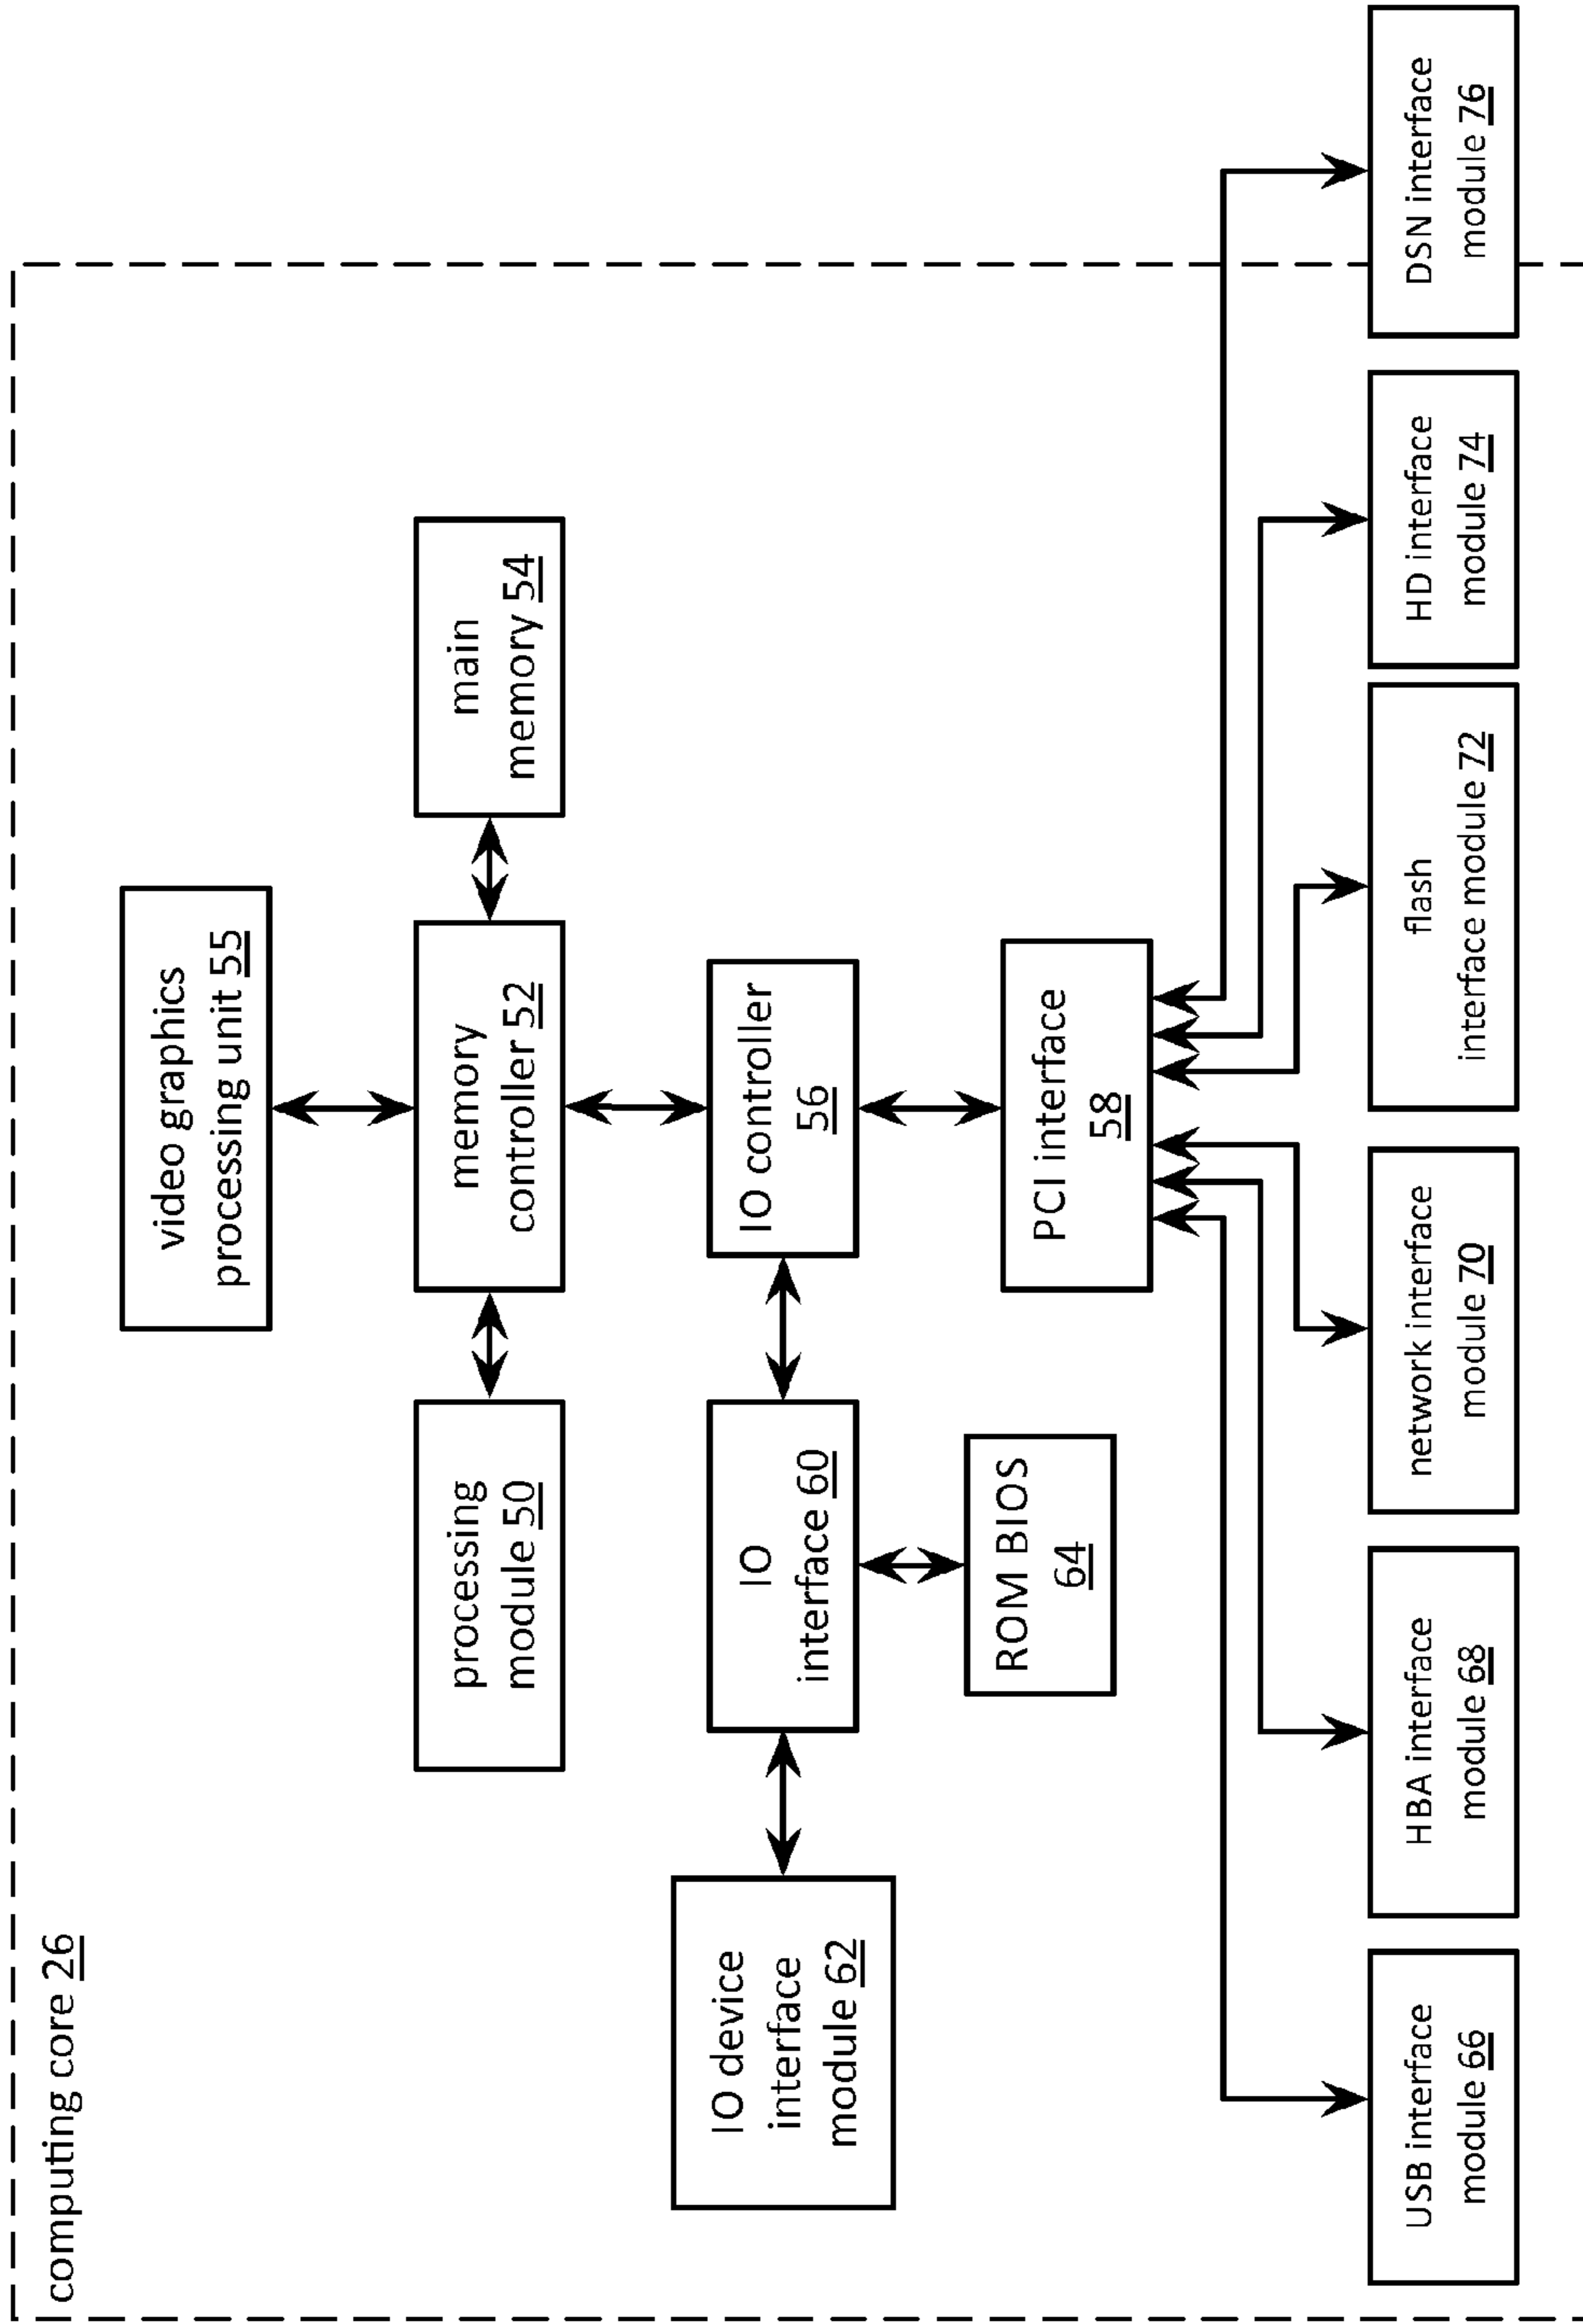 computing core 26
video graphics
processing unit 55
processing
module 50
memory
controller 52
main
memory 54
IO device
interface
module 62
IO
interface 60
IO controller
56
ROM BIOS
64
PCI interface
58
USB interface
module 66
HBA interface
module 68
network interface
module 70
flash
interface module 72
HD interface
module 74
DSN interface
module 76